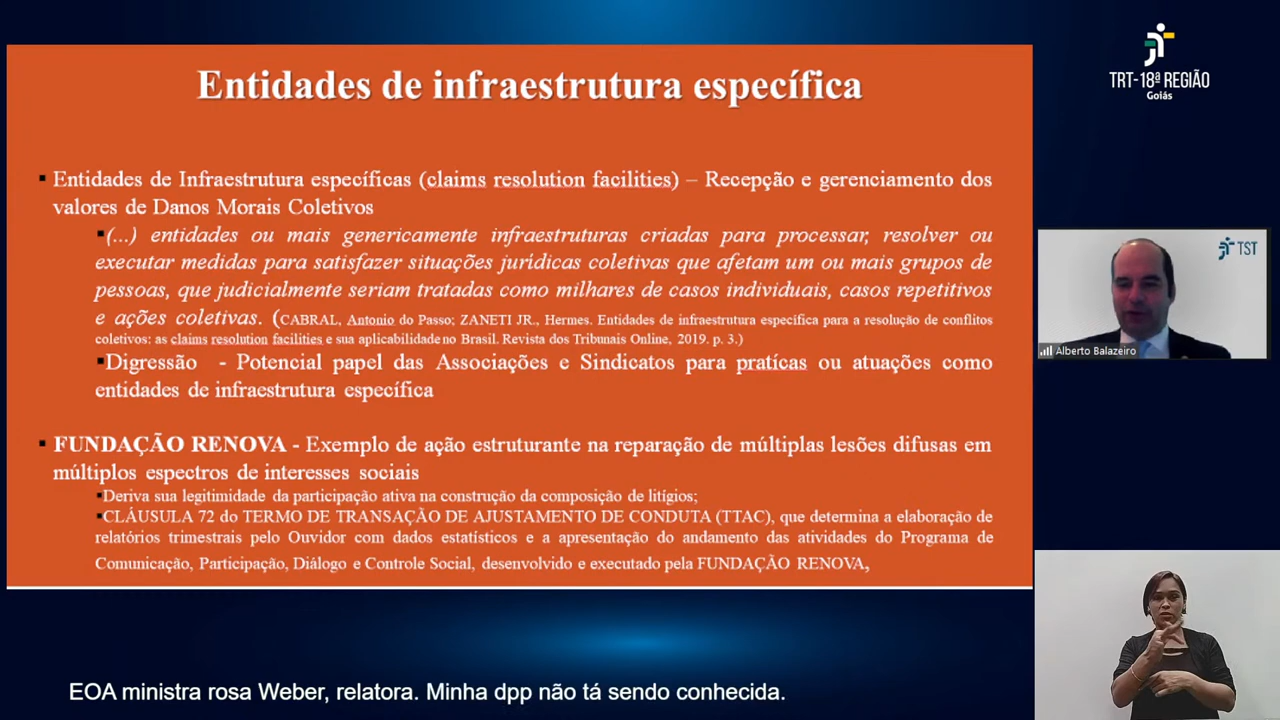 Entidades de infraestrutura específica
TRT-18ª REGIÃO
Goiás
▪ Entidades de Infraestrutura específicas (claims resolution facilities) – Recepção e gerenciamento dos
valores de Danos Morais Coletivos
▪(...) entidades ou mais genericamente infraestruturas criadas para processar, resolver ou
executar medidas para satisfazer situações jurídicas coletivas que afetam um ou mais grupos de
pessoas, que judicialmente seriam tratadas como milhares de casos individuais, casos repetitivos
e ações coletivas. (CABRAL, Antonio do Passo; ZANETI JR., Hermes. Entidades de infraestrutura específica para a resolução de conflitos
coletivos: as claims resolution facilities e sua aplicabilidade no Brasil. Revista dos Tribunais Online, 2019. p. 3.)
▪Digressão - Potencial papel das Associações e Sindicatos para pratícas ou atuações como
entidades de infraestrutura específica
▪ FUNDAÇÃO RENOVA - Exemplo de ação estruturante na reparação de múltiplas lesões difusas em
múltiplos espectros de interesses sociais
▪Deriva sua legitimidade da participação ativa na construção da composição de litígios;
▪CLÁUSULA 72 do TERMO DE TRANSAÇÃO DE AJUSTAMENTO DE CONDUTA (TTAC), que determina a elaboração de
relatórios trimestrais pelo Ouvidor com dados estatísticos e a apresentação do andamento das atividades do Programa de
Comunicação, Participação, Diálogo e Controle Social, desenvolvido e executado pela FUNDAÇÃO RENOVA,
TST
Alberto Balazeiro
EOA ministra rosa Weber, relatora. Minha dpp não tá sendo conhecida.